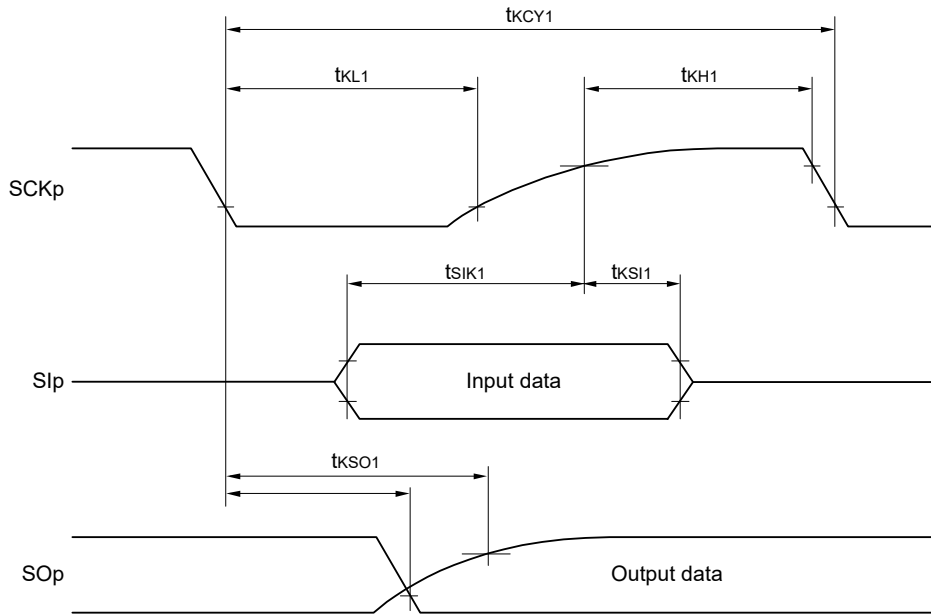 tKCY1
tKL1
tKH1
SCKp
tSIK1
tKSI1
SIp
Input data
tKSO1
SOp
Output data